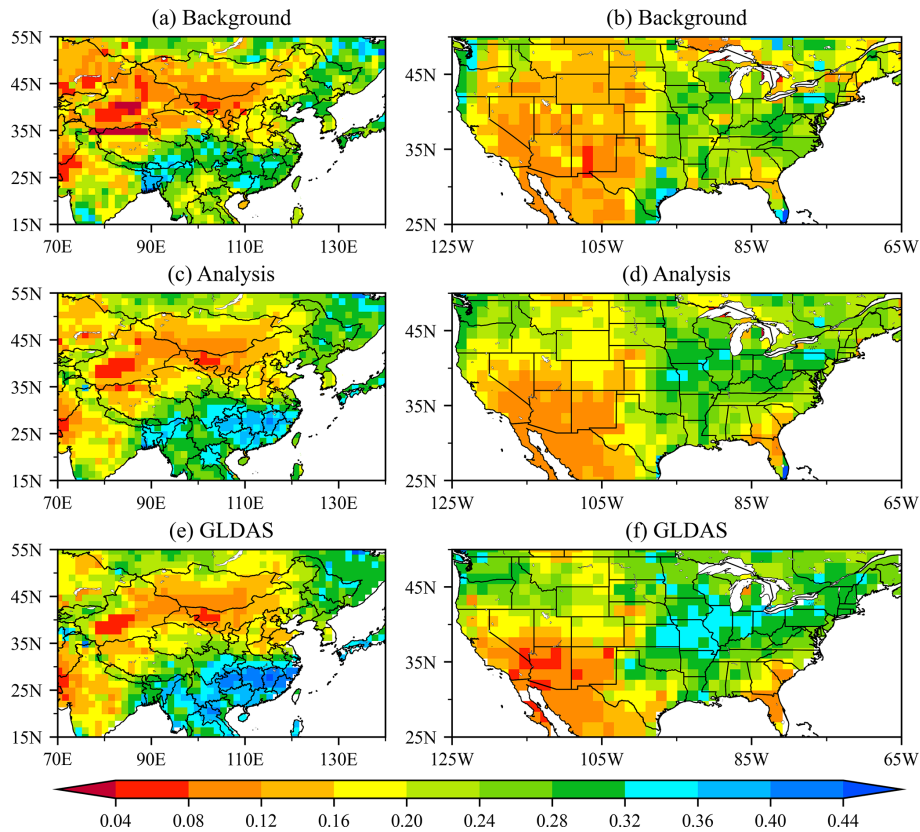 (a) Background
(b) Background
55N
45N
35N
25N
15N
70E 90E 110E 130E
45N
35N
25N
125W 105W 85W 65W
(c) Analysis
(d) Analysis
55N
45N
35N
25N
15N
70E 90E 110E 130E
45N
35N
25N
125W 105W 85W 65W
(e) GLDAS
(f) GLDAS
55N
45N
35N
25N
15N
70E 90E 110E 130E
45N
35N
25N
125W 105W 85W 65W
0.04 0.08 0.12 0.16 0.20 0.24 0.28 0.32 0.36 0.40 0.44